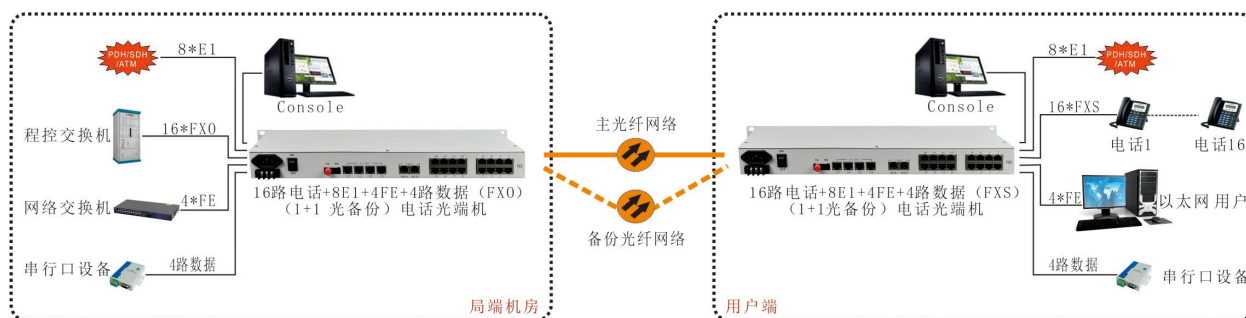 PDH/SDH
/ATM
8*E1
Console
程控交换机
16*FXO
网络交换机
4*FE
串行口设备
4路数据
16路电话+8E1+4FE+4路数据（FXO）
（1+1 光备份）电话光端机
局端机房
主光纤网络
备份光纤网络
Console
8*E1
PDH/SDH
/ATM
16*FXS
电话1
电话16
16路电话+8E1+4FE+4路数据（FXS）
（1+1光备份）电话光端机
4*FE
以太网用户
4路数据
串行口设备
用户端